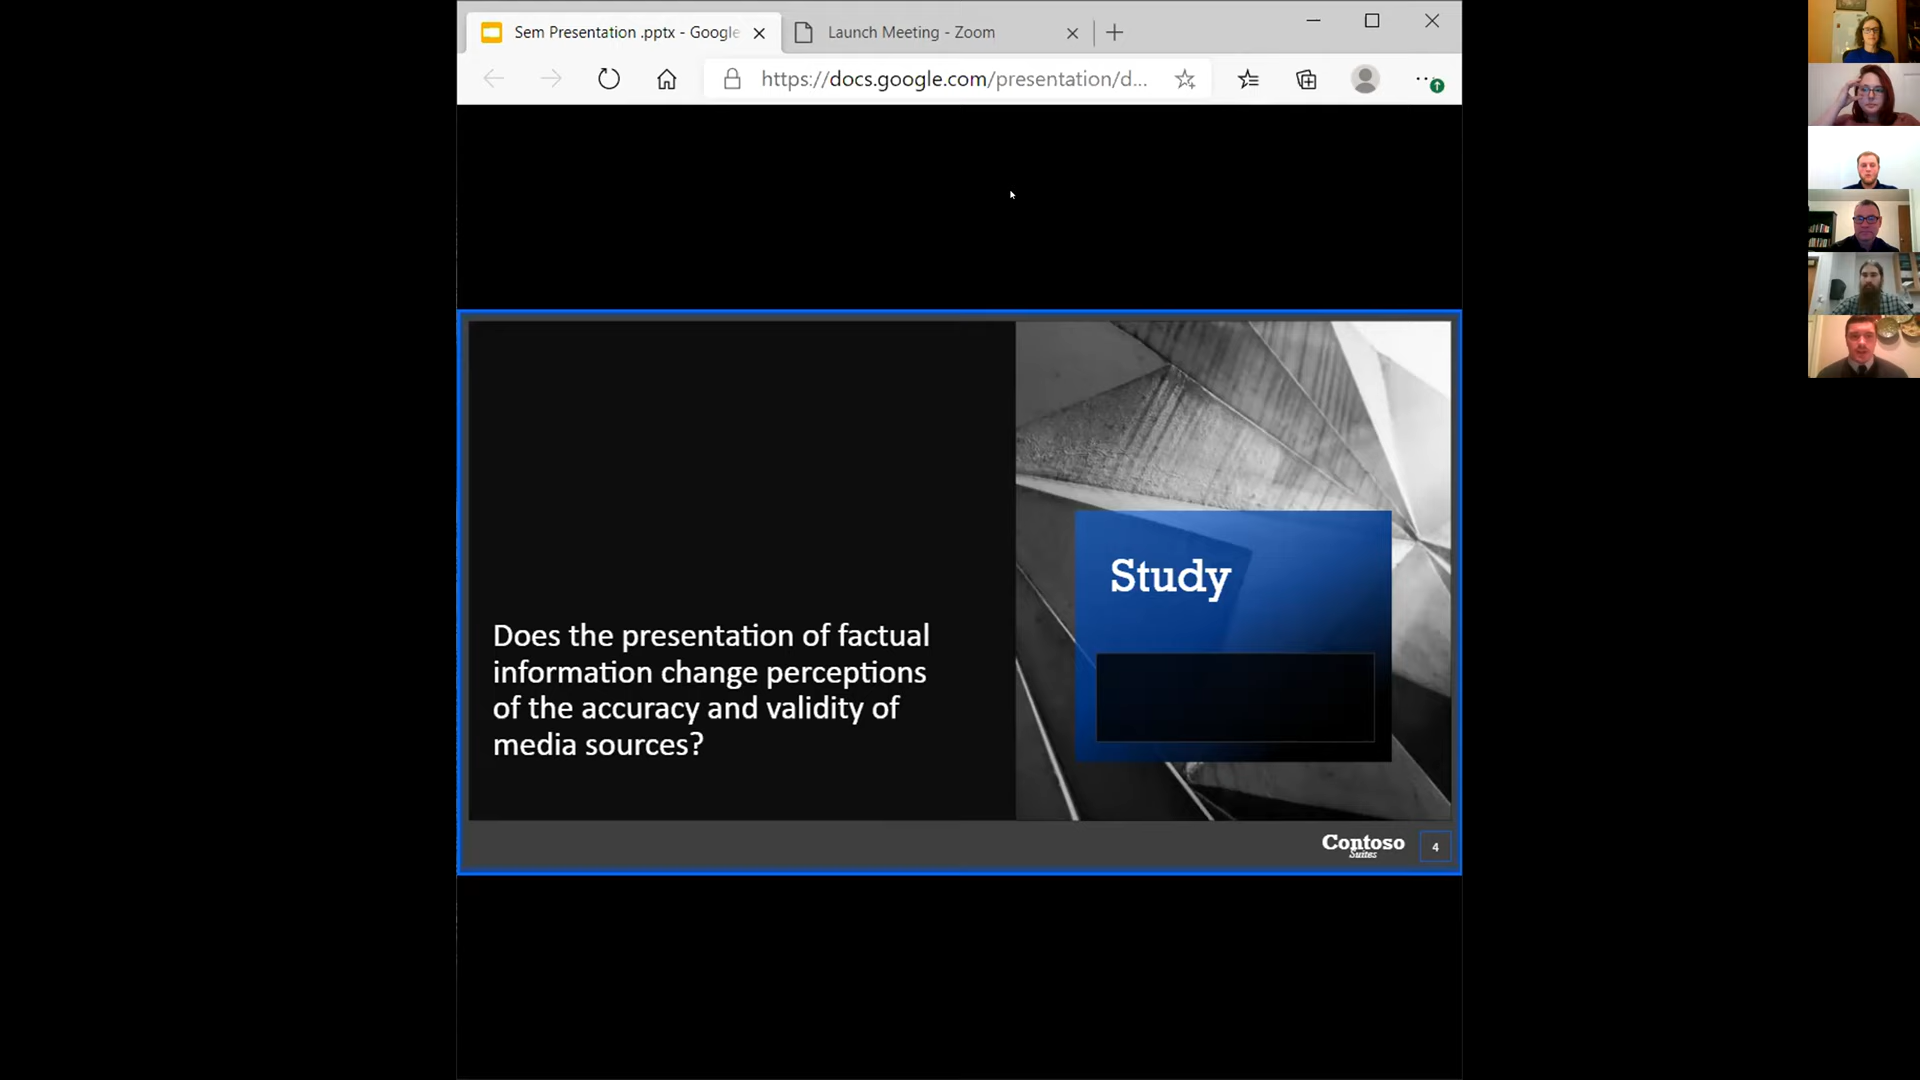 Sem Presentation .pptx - Google
Launch Meeting - Zoom
https://docs.google.com/presentation/d...
Study
Does the presentation of factual
information change perceptions
of the accuracy and validity of
media sources?
Contoso
Suites
4